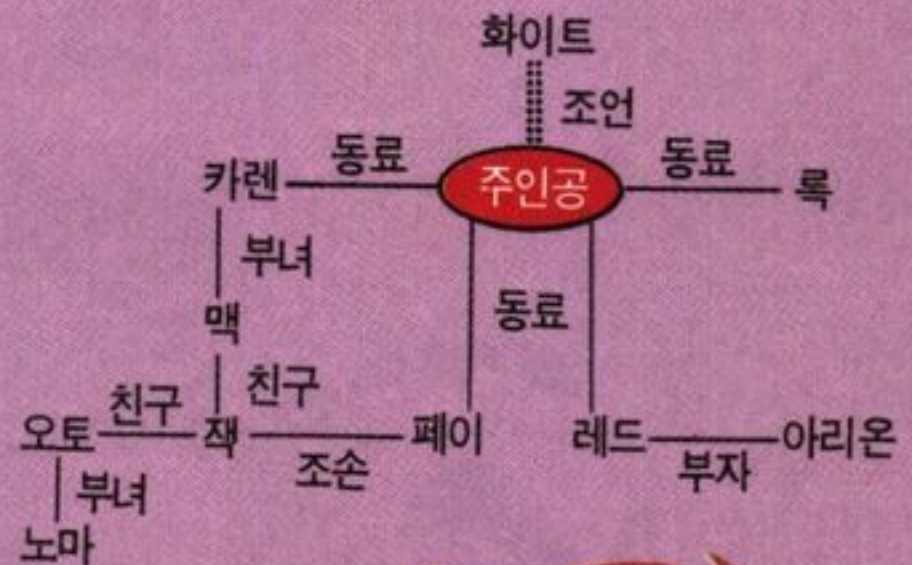 화이트
조언
카렌 동료 주인공 동료 록
부녀
동료
맥
친구
오토 친구 잭 조손 페이 레드 부자 아리온
부녀
노마